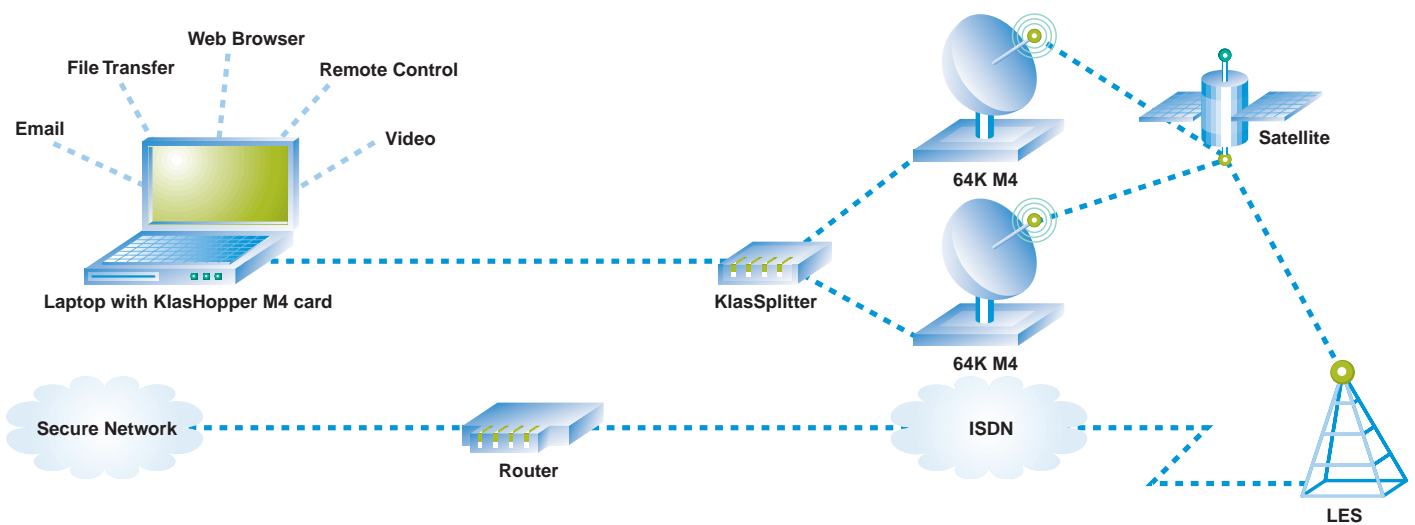 Web Browser
File Transfer
Remote Control
Email
Video
Satellite
64K M4
Laptop with KlasHopper M4 card
KlasSplitter
64K M4
Secure Network
ISDN
Router
LES